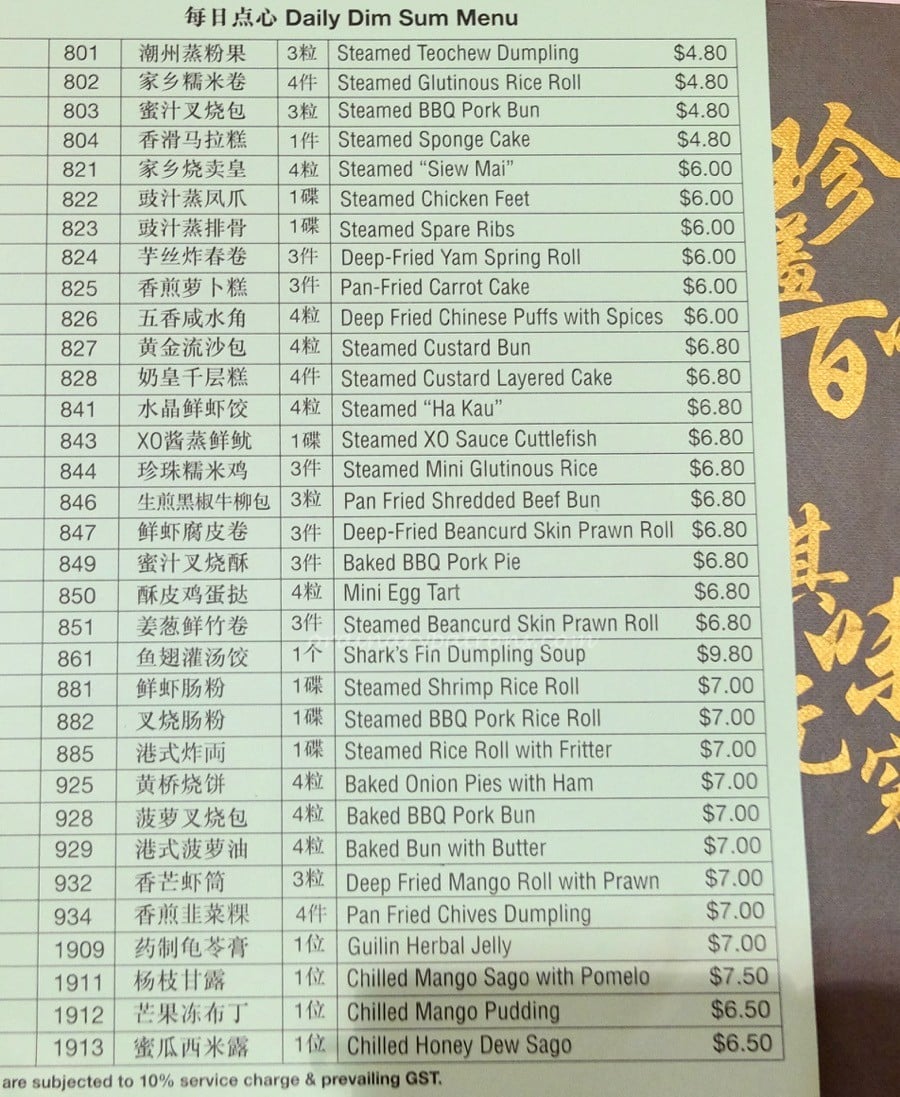 每日点心 Daily Dim Sum Menu
801 潮州蒸粉果 3粒 Steamed Teochew Dumpling $4.80
802 家乡糯米卷 4件 Steamed Glutinous Rice Roll $4.80
803 蜜汁叉烧包 3粒 Steamed BBQ Pork Bun $4.80
804 香滑马拉糕 1件 Steamed Sponge Cake $4.80
821 家乡烧卖皇 4粒 Steamed “Siew Mai” $6.00
822 豉汁蒸凤爪 1碟 Steamed Chicken Feet $6.00
823 豉汁蒸排骨 1碟 Steamed Spare Ribs $6.00
824 芋丝炸春卷 3件 Deep-Fried Yam Spring Roll $6.00
825 香煎萝卜糕 3件 Pan-Fried Carrot Cake $6.00
826 五香咸水角 4粒 Deep Fried Chinese Puffs with Spices $6.00
827 黄金流沙包 4粒 Steamed Custard Bun $6.80
828 奶皇千层糕 4件 Steamed Custard Layered Cake $6.80
841 水晶鲜虾饺 4粒 Steamed “Ha Kau” $6.80
843 XO酱蒸鲜鱿 1碟 Steamed XO Sauce Cuttlefish $6.80
844 珍珠糯米鸡 3件 Steamed Mini Glutinous Rice $6.80
846 生煎黑椒牛柳包 3粒 Pan Fried Shredded Beef Bun $6.80
847 鲜虾腐皮卷 3件 Deep-Fried Beancurd Skin Prawn Roll $6.80
849 蜜汁叉烧酥 3件 Baked BBQ Pork Pie $6.80
850 酥皮鸡蛋挞 4粒 Mini Egg Tart $6.80
851 姜葱鲜竹卷 3件 Steamed Beancurd Skin Prawn Roll $6.80
861 鱼翅灌汤饺 1个 Shark’s Fin Dumpling Soup $9.80
881 鲜虾肠粉 1碟 Steamed Shrimp Rice Roll $7.00
882 叉烧肠粉 1碟 Steamed BBQ Pork Rice Roll $7.00
885 港式炸両 1碟 Steamed Rice Roll with Fritter $7.00
925 黄桥烧饼 4粒 Baked Onion Pies with Ham $7.00
928 菠萝叉烧包 4粒 Baked BBQ Pork Bun $7.00
929 港式菠萝油 4粒 Baked Bun with Butter $7.00
932 香芒虾筒 3粒 Deep Fried Mango Roll with Prawn $7.00
934 香煎韭菜粿 4件 Pan Fried Chives Dumpling $7.00
1909 药制龟苓膏 1位 Guilin Herbal Jelly $7.00
1911 杨枝甘露 1位 Chilled Mango Sago with Pomelo $7.50
1912 芒果冻布丁 1位 Chilled Mango Pudding $6.50
1913 蜜瓜西米露 1位 Chilled Honey Dew Sago $6.50
are subjected to 10% service charge & prevailing GST.
珍
百
味